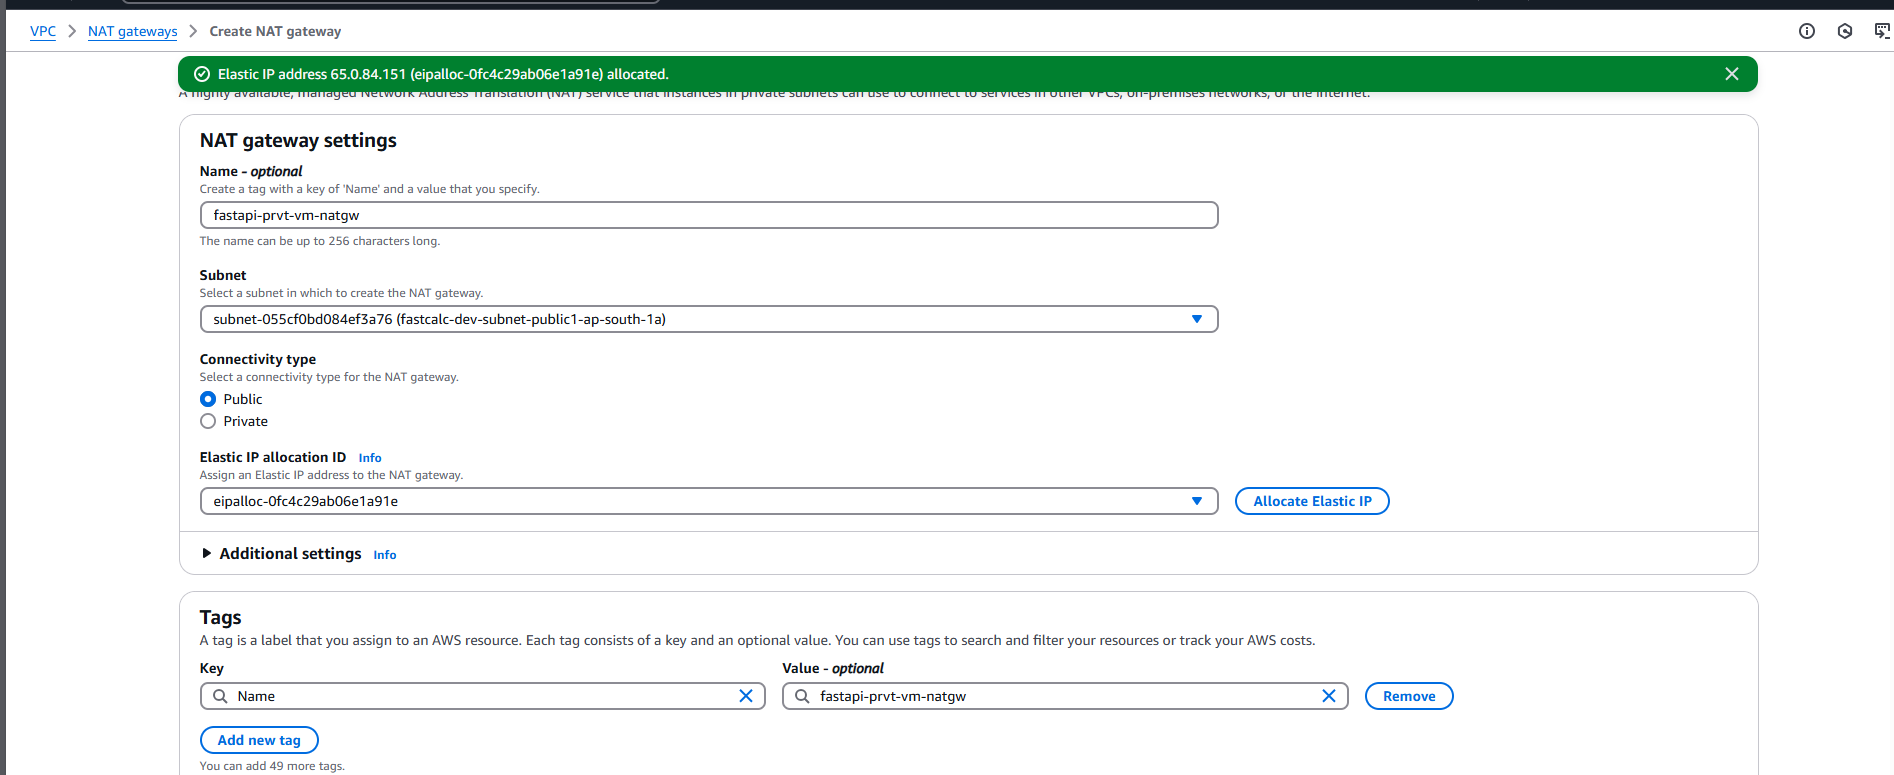 VPC > NAT gateways > Create NAT gateway
Elastic IP address 65.0.84.151 (eipalloc-0fc4c29ab06e1a91e) allocated.
A highly available, managed Network Address Translation (NAT) service that instances in private subnets can use to connect to services in other VPCs, on-premises networks, or the internet.
NAT gateway settings
Name - optional
Create a tag with a key of 'Name' and a value that you specify.
fastapi-prvt-vm-natgw
The name can be up to 256 characters long.
Subnet
Select a subnet in which to create the NAT gateway.
subnet-055cf0bd084ef3a76 (fastcalc-dev-subnet-public1-ap-south-1a)
Connectivity type
Select a connectivity type for the NAT gateway.
Public
Private
Elastic IP allocation ID Info
Assign an Elastic IP address to the NAT gateway.
eipalloc-0fc4c29ab06e1a91e Allocate Elastic IP
Additional settings Info
Tags
A tag is a label that you assign to an AWS resource. Each tag consists of a key and an optional value. You can use tags to search and filter your resources or track your AWS costs.
Key Value - optional
Name fastapi-prvt-vm-natgw Remove
Add new tag
You can add 49 more tags.